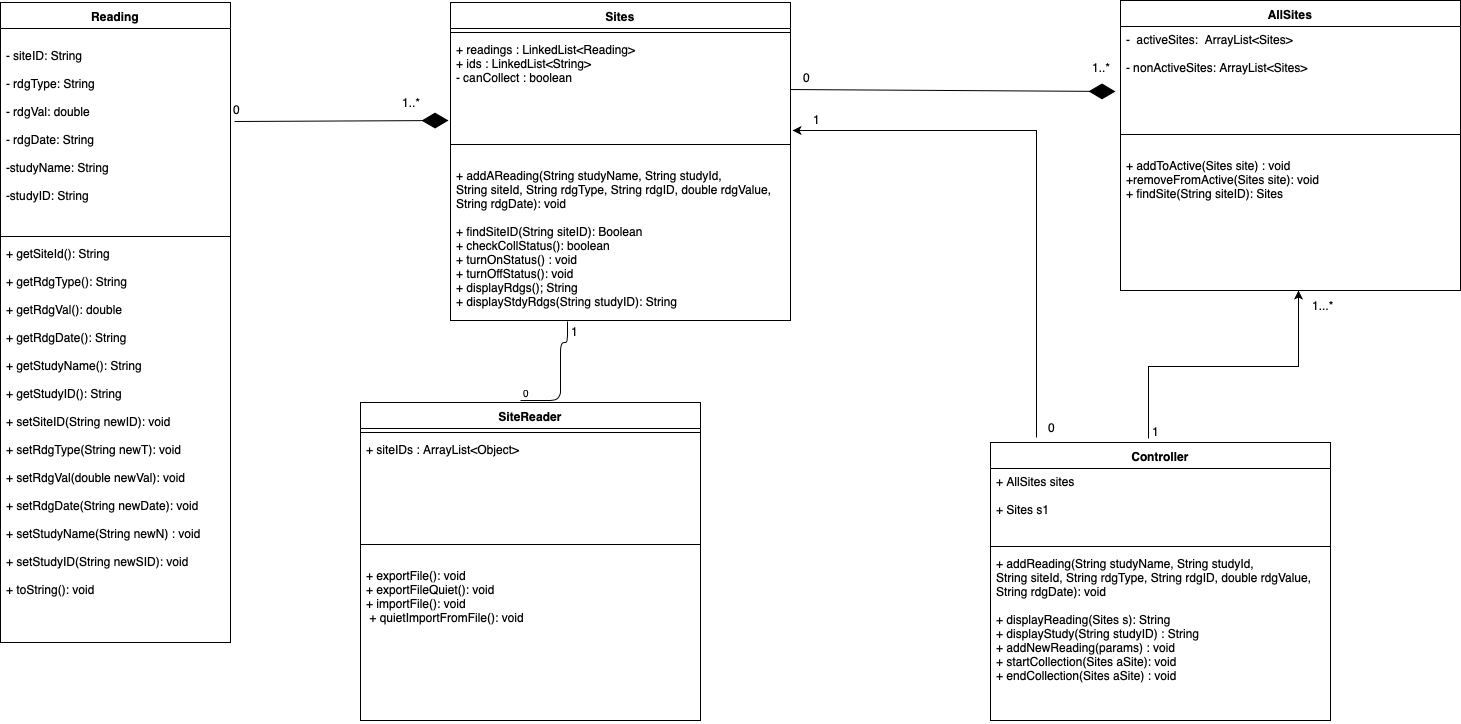 Reading
- siteID: String
- rdgType: String
- rdgVal: double
- rdgDate: String
-studyName: String
-studyID: String
+ getSiteId(): String
+ getRdgType(): String
+ getRdgVal(): double
+ getRdgDate(): String
+ getStudyName(): String
+ getStudyID(): String
+ setSiteID(String newID): void
+ setRdgType(String newT): void
+ setRdgVal(double newVal): void
+ setRdgDate(String newDate): void
+ setStudyName(String newN) : void
+ setStudyID(String newSID): void
+ toString(): void
0
1..*
Sites
+ readings : LinkedList<Reading>
+ ids : LinkedList<String>
- canCollect : boolean
+ addAReading(String studyName, String studyId,
String siteId, String rdgType, String rdgID, double rdgValue,
String rdgDate): void
+ findSiteID(String siteID): Boolean
+ checkCollStatus(): boolean
+ turnOnStatus() : void
+ turnOffStatus(): void
+ displayRdgs(); String
+ displayStdyRdgs(String studyID): String
1
0
SiteReader
+ siteIDs : ArrayList<Object>
+ exportFile(): void
+ exportFileQuiet(): void
+ importFile(): void
+ quietImportFromFile(): void
0
1..*
1
AllSites
- activeSites: ArrayList<Sites>
- nonActiveSites: ArrayList<Sites>
+ addToActive(Sites site) : void
+removeFromActive(Sites site): void
+ findSite(String siteID): Sites
1...*
0
1
Controller
+ AllSites sites
+ Sites s1
+ addReading(String studyName, String studyId,
String siteId, String rdgType, String rdgID, double rdgValue,
String rdgDate): void
+ displayReading(Sites s): String
+ displayStudy(String studyID) : String
+ addNewReading(params) : void
+ startCollection(Sites aSite): void
+ endCollection(Sites aSite) : void